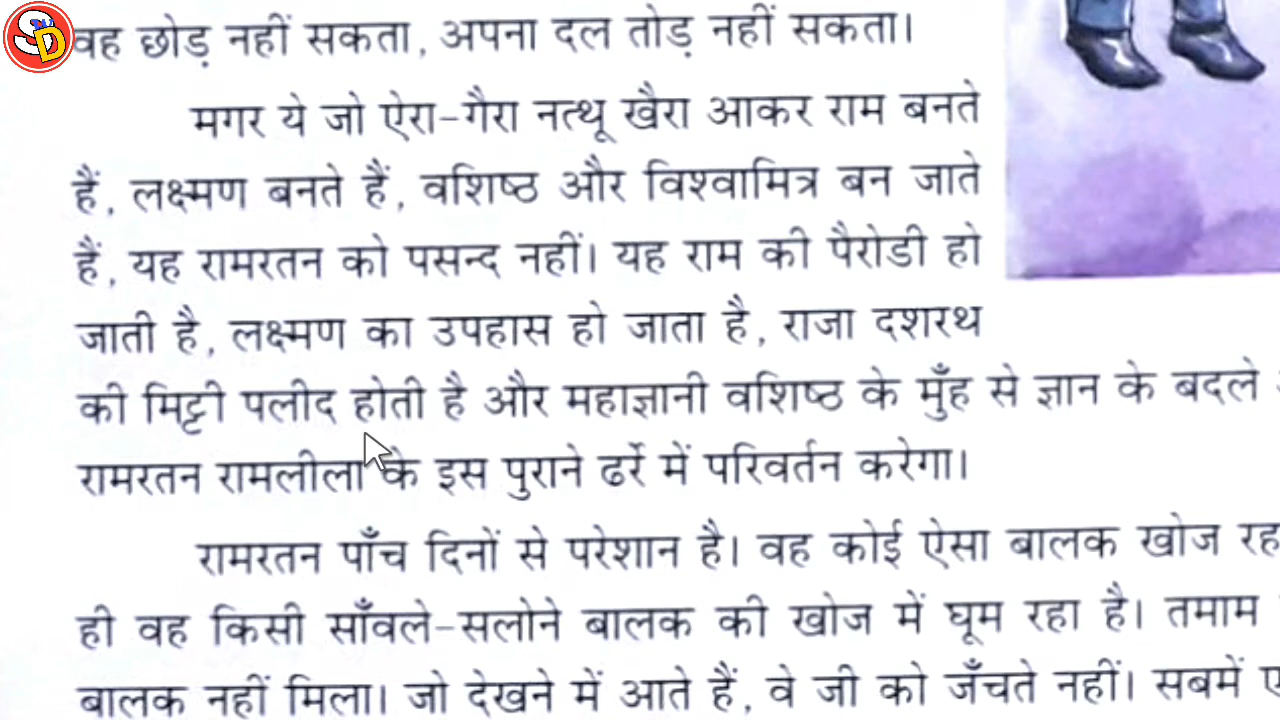 SD
वह छोड़ नहीं सकता, अपना दल तोड़ नहीं सकता।
मगर ये जो ऐरा-गैरा नत्थू खैरा आकर राम बनते
हैं, लक्ष्मण बनते हैं, वशिष्ठ और विश्वामित्र बन जाते
हैं, यह रामरतन को पसन्द नहीं। यह राम की पैरोडी हो
जाती है, लक्ष्मण का उपहास हो जाता है, राजा दशरथ
की मिट्टी पलीद होती है और महाज्ञानी वशिष्ठ के मुँह से ज्ञान के बदले
रामरतन रामलीला के इस पुराने ढर्रे में परिवर्तन करेगा।
रामरतन पाँच दिनों से परेशान है। वह कोई ऐसा बालक खोज रह
ही वह किसी साँवले-सलोने बालक की खोज में घूम रहा है। तमाम
बालक नहीं मिला। जो देखने में आते हैं, वे जी को जँचते नहीं। सबमें